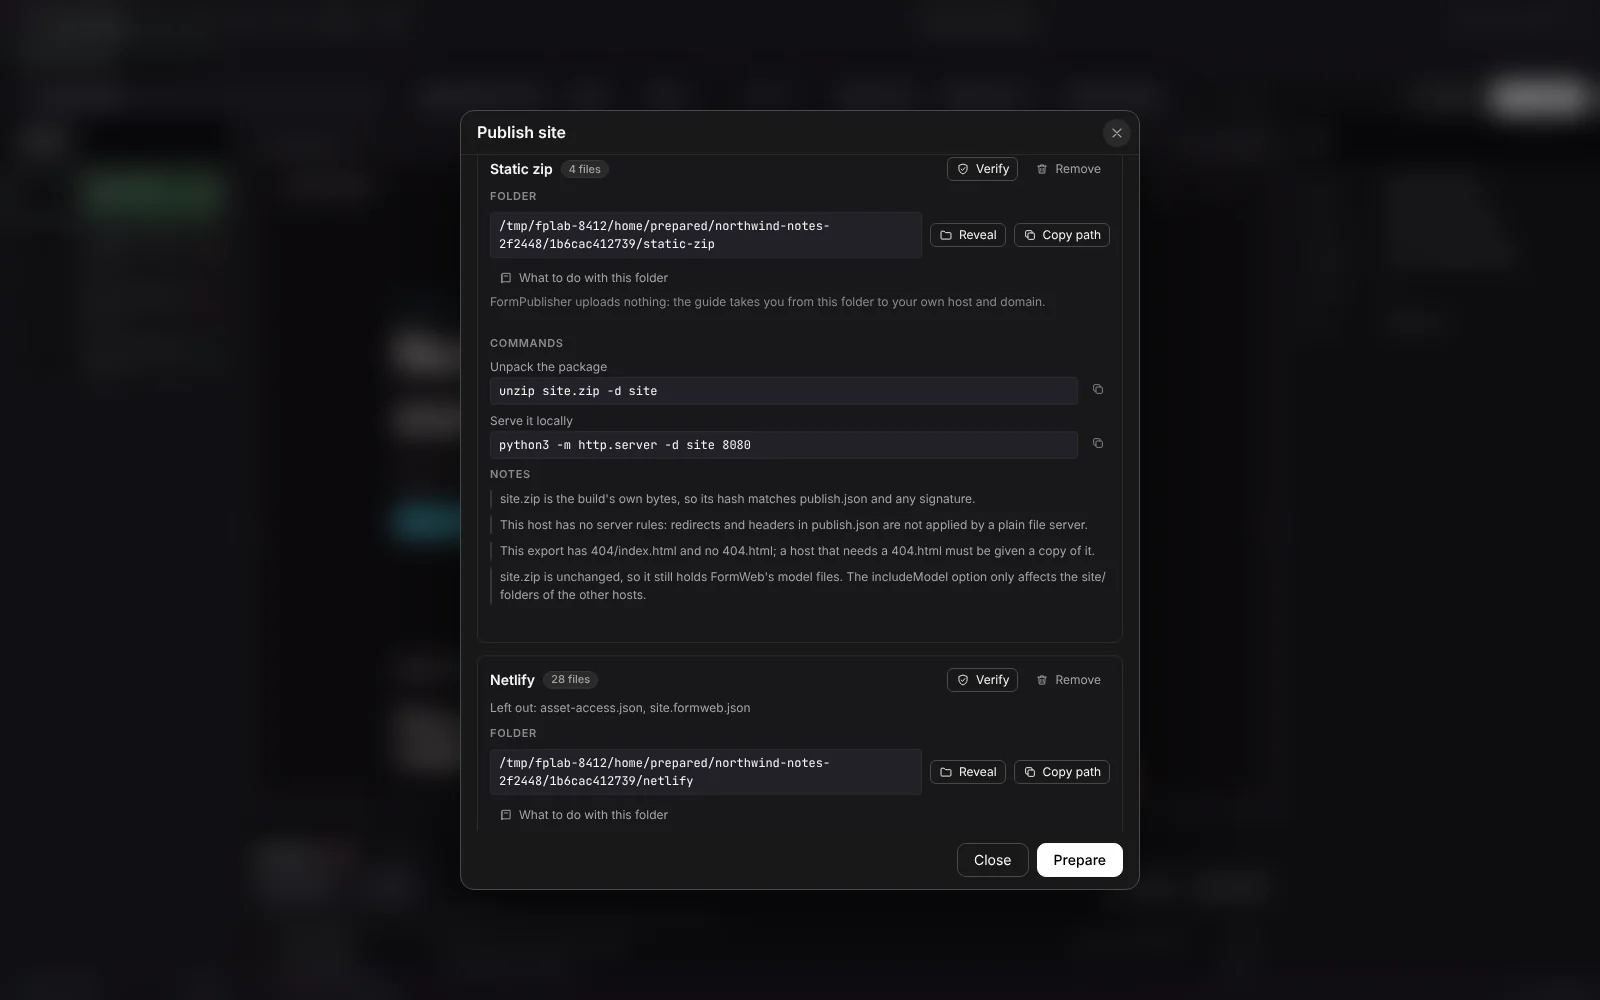 Publish site
Static zip 4 files Verify Remove
FOLDER
/tmp/fplab-8412/home/prepared/northwind-notes-
2f2448/1b6cac412739/static-zip
Reveal Copy path
What to do with this folder
FormPublisher uploads nothing: the guide takes you from this folder to your own host and domain.
COMMANDS
Unpack the package
unzip site.zip -d site
Serve it locally
python3 -m http.server -d site 8080
NOTES
site.zip is the build's own bytes, so its hash matches publish.json and any signature.
This host has no server rules: redirects and headers in publish.json are not applied by a plain file server.
This export has 404/index.html and no 404.html; a host that needs a 404.html must be given a copy of it.
site.zip is unchanged, so it still holds FormWeb's model files. The includeModel option only affects the site/
folders of the other hosts.
Netlify 28 files Verify Remove
Left out: asset-access.json, site.formweb.json
FOLDER
/tmp/fplab-8412/home/prepared/northwind-notes-
2f2448/1b6cac412739/netlify
Reveal Copy path
What to do with this folder
Close Prepare